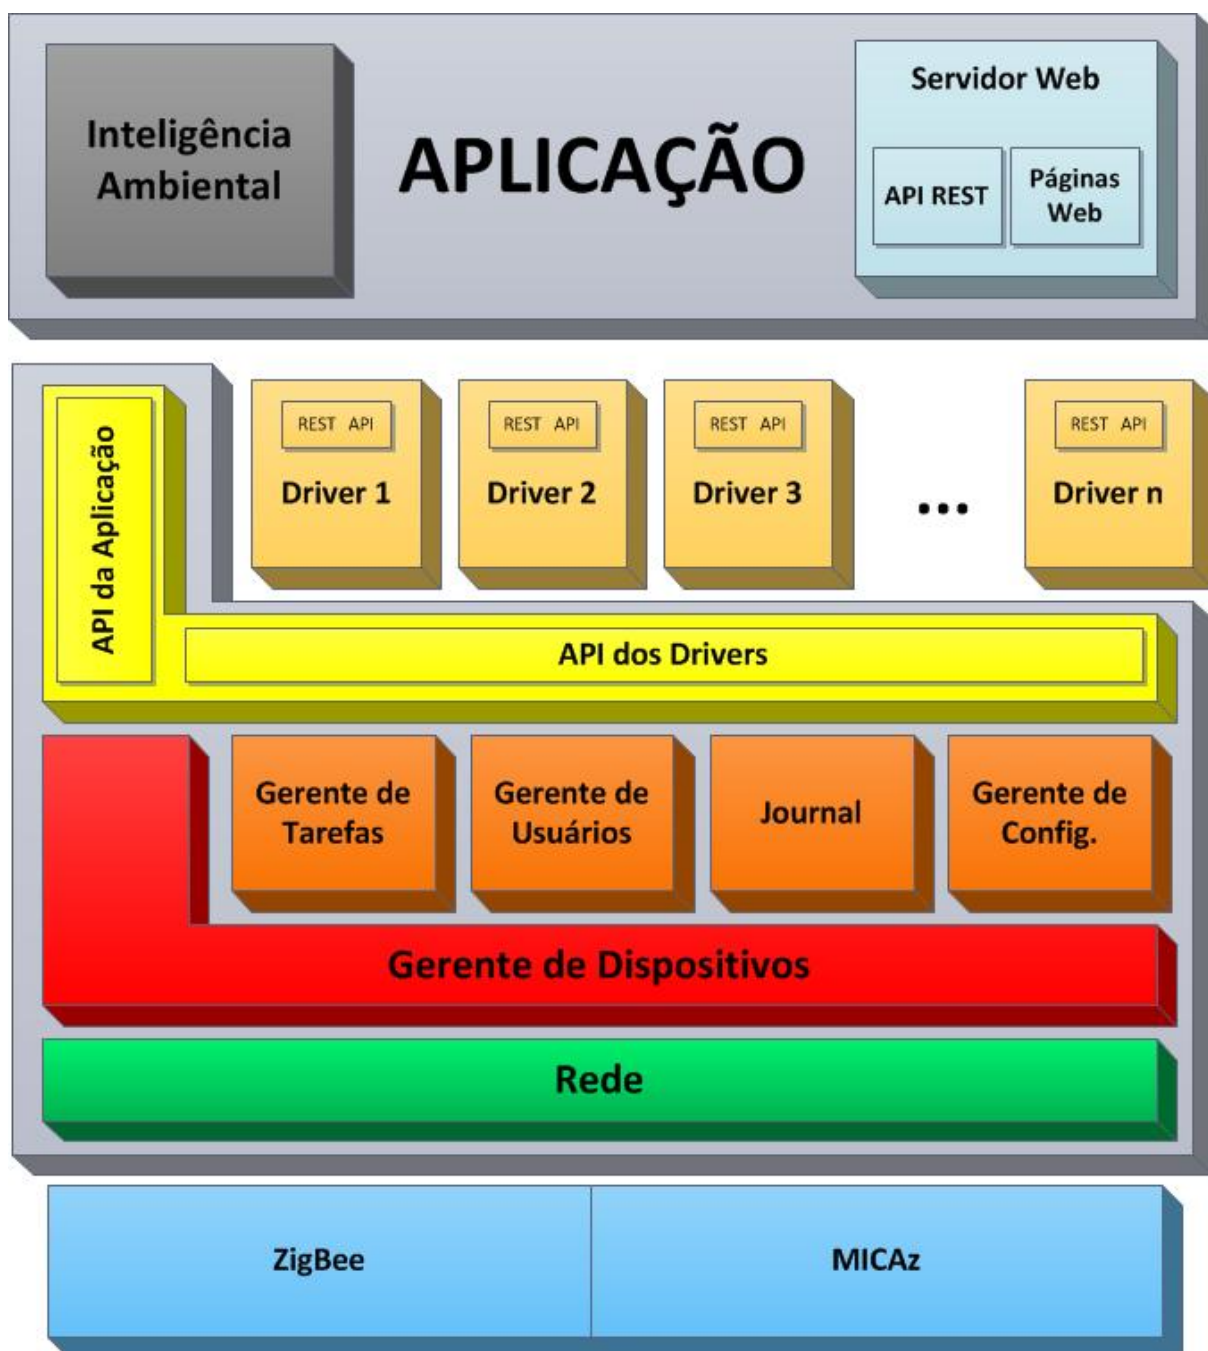 Inteligência
Ambiental
APLICAÇÃO
Servidor Web
API REST
Páginas
Web
API da Aplicação
REST API
Driver 1
REST API
Driver 2
REST API
Driver 3
...
REST API
Driver n
API dos Drivers
Gerente de
Tarefas
Gerente de
Usuários
Journal
Gerente de
Config.
Gerente de Dispositivos
Rede
ZigBee
MICAz